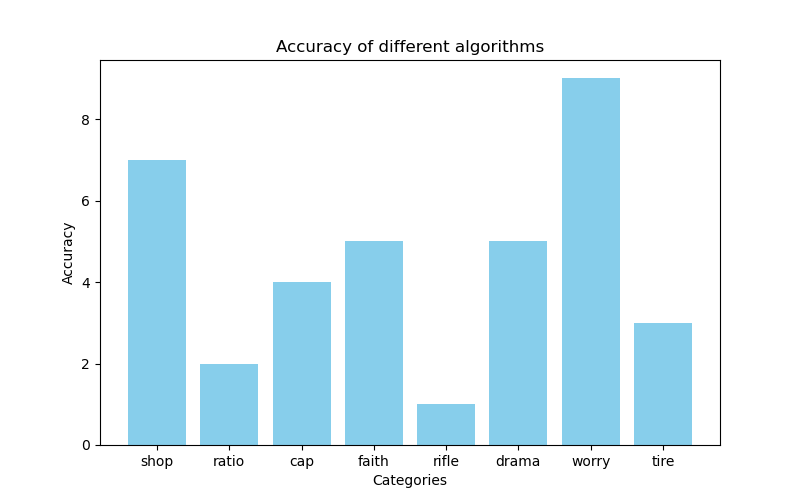 Accuracy of different algorithms
Accuracy
8
6
4
2
0
shop ratio cap faith rifle drama worry tire
Categories